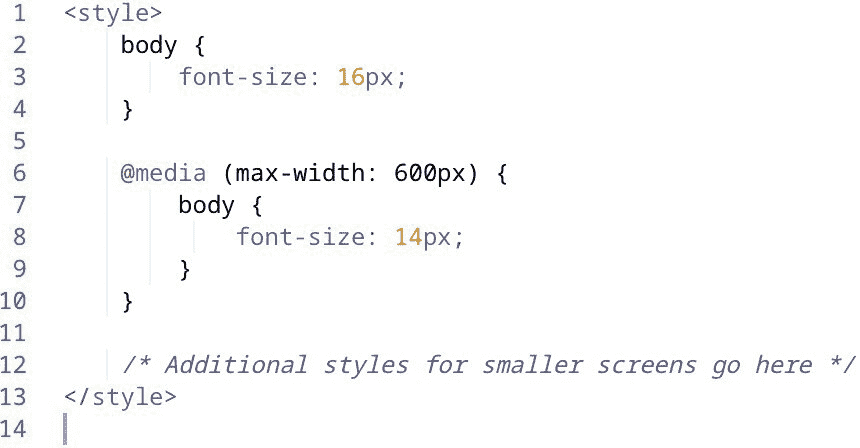 1 <style>
2     body {
3         font-size: 16px;
4     }
5
6     @media (max-width: 600px) {
7         body {
8             font-size: 14px;
9         }
10     }
11
12     /* Additional styles for smaller screens go here */
13 </style>
14